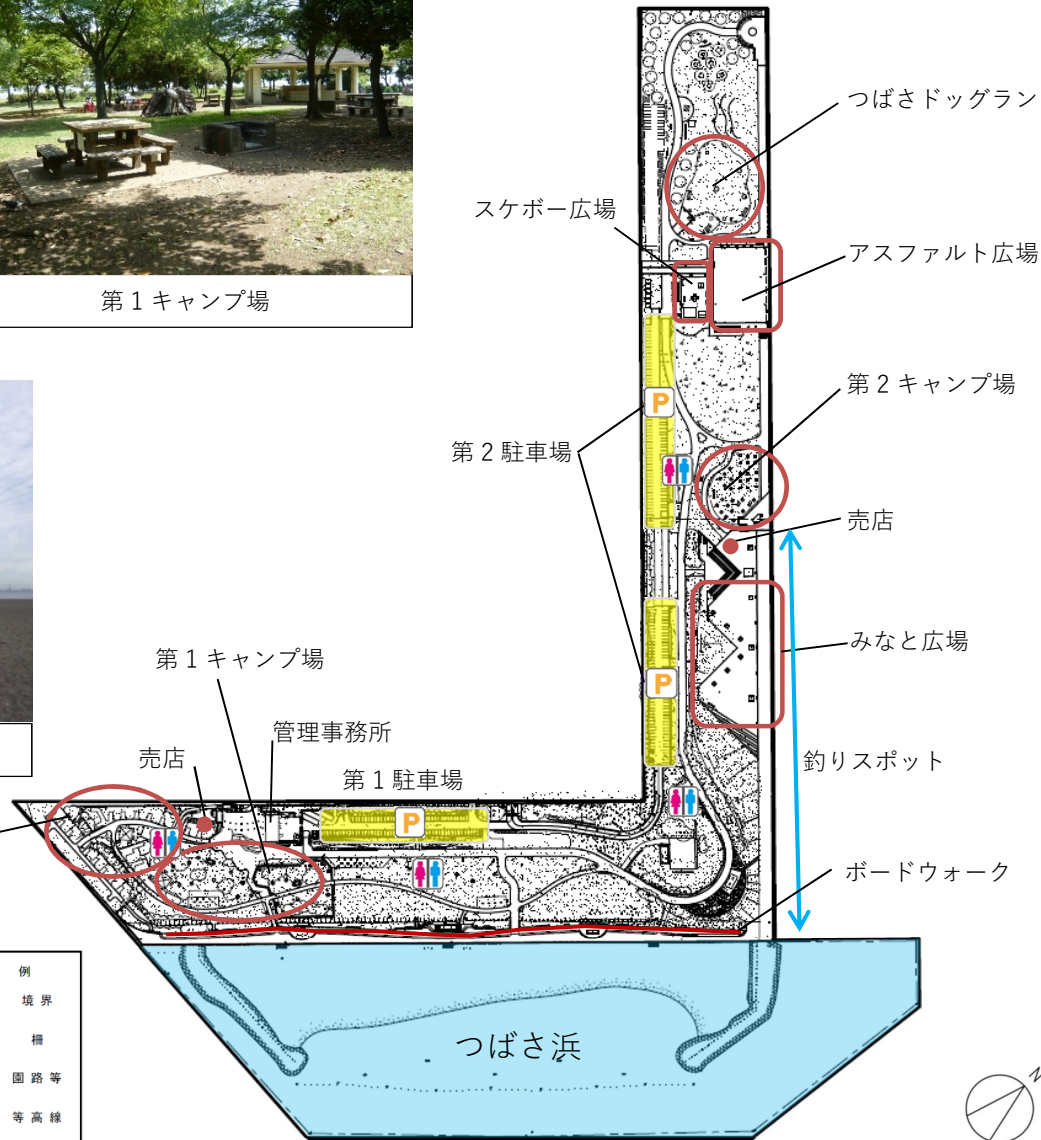 第1キャンプ場
つばさドッグラン
スケボー広場
アスファルト広場
第2キャンプ場
P
第2駐車場
売店
みなと広場
P
第1キャンプ場
管理事務所
売店
第1駐車場
釣りスポット
P
ボードウォーク
つばさ浜
例
境界
柵
園路等
等高線
N